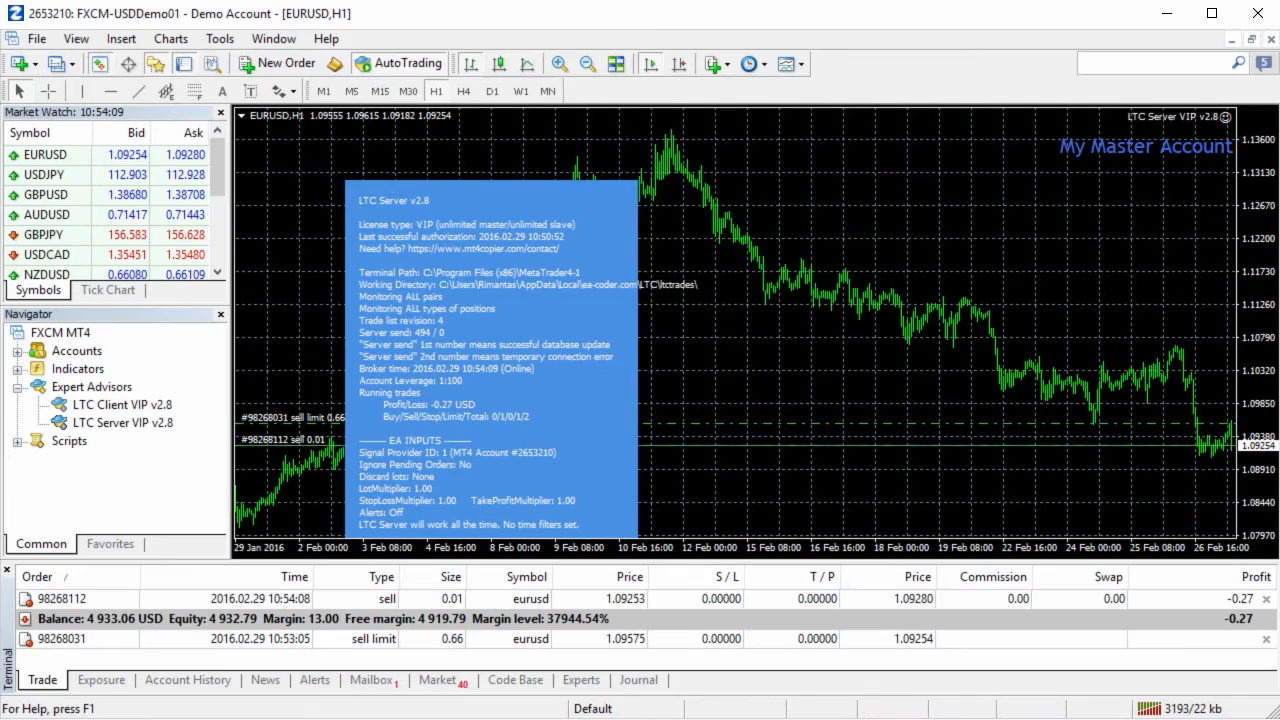 2653210: FXCM-USDDemo01 - Demo Account - [EURUSD,H1]
File View Insert Charts Tools Window Help
New Order AutoTrading 5
A T M1 M5 M15 M30 H1 H4 D1 W1 MN
Market Watch: 10:54:09
Symbol Bid Ask
EURUSD 1.09254 1.09280
USDJPY 112.903 112.928
GBPUSD 1.38680 1.38708
AUDUSD 0.71417 0.71443
GBPJPY 156.583 156.628
USDCAD 1.35451 1.35480
NZDUSD 0.66080 0.66109
Symbols Tick Chart
Navigator
FXCM MT4
Accounts
Indicators
Expert Advisors
LTC Client VIP v2.8
LTC Server VIP v2.8
Scripts
Common Favorites
EURUSD,H1 1.09555 1.09615 1.09182 1.09254
LTC Server VIP v2.8
My Master Account
LTC Server v2.8
License type: VIP (unlimited master/unlimited slave)
Last successful authorization: 2016.02.29 10:50:52
Need help? https://www.mt4copier.com/contact/
Terminal Path: C:\Program Files (x86)\MetaTrader4-1
Working Directory: C:\Users\Rimantas\AppData\Local\ea-coder.com\LTC\ltctrades\
Monitoring ALL pairs
Monitoring ALL types of positions
Trade list revision: 4
Server send: 494 / 0
"Server send" 1st number means successful database update
"Server send" 2nd number means temporary connection error
Broker time: 2016.02.29 10:54:09 (Online)
Account Leverage: 1:100
Running trades
Profit/Loss: -0.27 USD
Buy/Sell/Stop/Limit/Total: 0/1/0/1/2
——— EA INPUTS ———
Signal Provider ID: 1 (MT4 Account #2653210)
Ignore Pending Orders: No
Discard lots: None
LotMultiplier: 1.00
StopLossMultiplier: 1.00 TakeProfitMultiplier: 1.00
Alerts: Off
LTC Server will work all the time. No time filters set.
#98268031 sell limit 0.66
#98268112 sell 0.01
1.13600
1.13130
1.12670
1.12200
1.11730
1.11260
1.10790
1.10320
1.09850
1.09380
1.09254
1.08910
1.08440
1.07970
29 Jan 2016 2 Feb 00:00 3 Feb 08:00 4 Feb 16:00 8 Feb 00:00 9 Feb 08:00 10 Feb 16:00 12 Feb 00:00 15 Feb 08:00 16 Feb 16:00 18 Feb 00:00 19 Feb 08:00 22 Feb 16:00 24 Feb 00:00 25 Feb 08:00 26 Feb 16:00
Order / Time Type Size Symbol Price S / L T / P Price Commission Swap Profit
98268112 2016.02.29 10:54:08 sell 0.01 eurusd 1.09253 0.00000 0.00000 1.09280 0.00 0.00 -0.27
Balance: 4 933.06 USD Equity: 4 932.79 Margin: 13.00 Free margin: 4 919.79 Margin level: 37944.54% -0.27
98268031 2016.02.29 10:53:05 sell limit 0.66 eurusd 1.09575 0.00000 0.00000 1.09254
Terminal
Trade Exposure Account History News Alerts Mailbox 1 Market 40 Code Base Experts Journal
For Help, press F1 Default 3193/22 kb